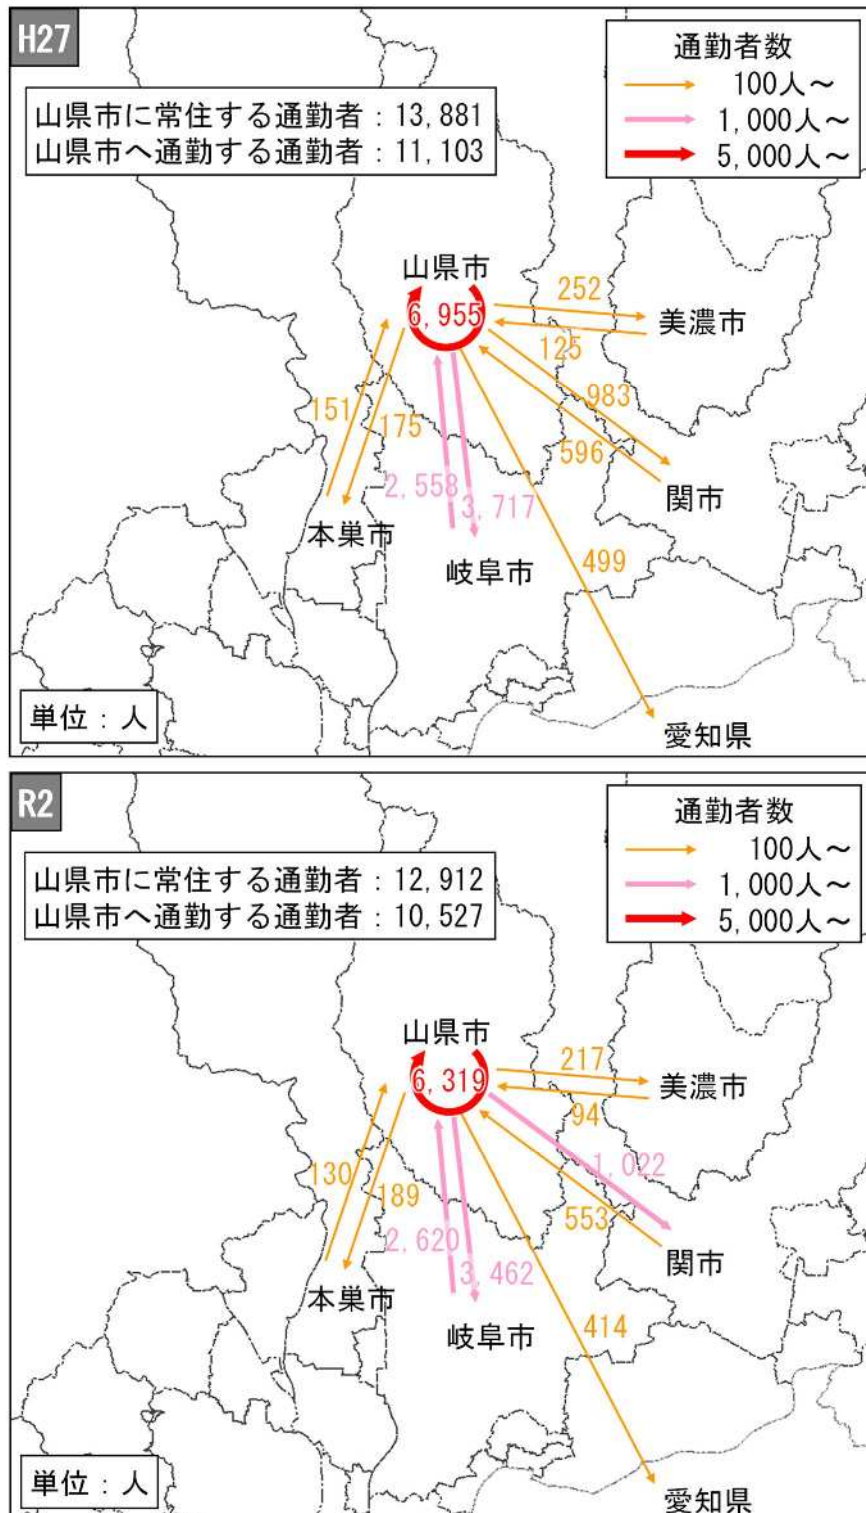 H27
通勤者数
100人～
1,000人～
5,000人～
山県市に常住する通勤者：13,881
山県市へ通勤する通勤者：11,103
山県市
6,955
252
美濃市
125
983
151
175
596
2,558
3,717
関市
本巣市
岐阜市
499
単位：人
愛知県
R2
通勤者数
100人～
1,000人～
5,000人～
山県市に常住する通勤者：12,912
山県市へ通勤する通勤者：10,527
山県市
6,319
217
美濃市
94
1,022
130
189
553
2,620
3,462
関市
本巣市
岐阜市
414
単位：人
愛知県